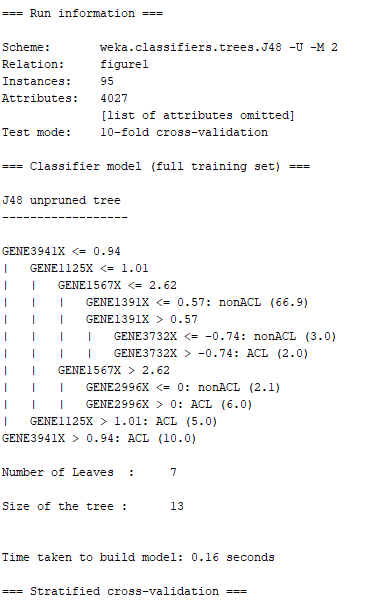 === Run information ===
Scheme: weka.classifiers.trees.J48 -U -M 2
Relation: figure1
Instances: 95
Attributes: 4027
[list of attributes omitted]
Test mode: 10-fold cross-validation
=== Classifier model (full training set) ===
J48 unpruned tree
------------------
GENE3941X <= 0.94
|   GENE1125X <= 1.01
|   |   GENE1567X <= 2.62
|   |   |   GENE1391X <= 0.57: nonACL (66.9)
|   |   |   GENE1391X > 0.57
|   |   |   |   GENE3732X <= -0.74: nonACL (3.0)
|   |   |   |   GENE3732X > -0.74: ACL (2.0)
|   |   GENE1567X > 2.62
|   |   |   GENE2996X <= 0: nonACL (2.1)
|   |   |   GENE2996X > 0: ACL (6.0)
|   GENE1125X > 1.01: ACL (5.0)
GENE3941X > 0.94: ACL (10.0)
Number of Leaves  : 7
Size of the tree : 13
Time taken to build model: 0.16 seconds
=== Stratified cross-validation ===